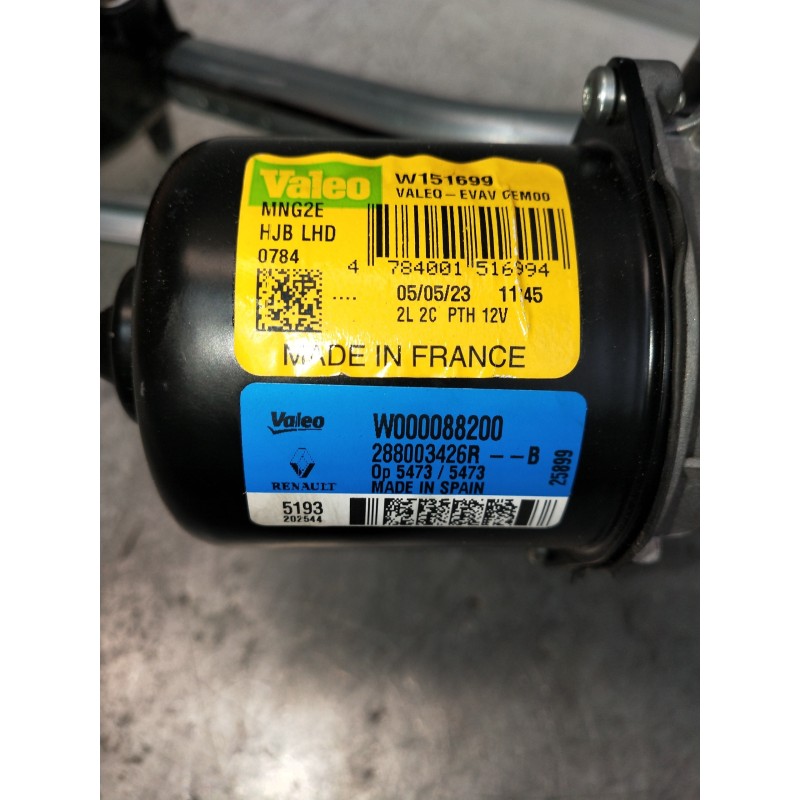 Valeo
W151699
VALEO-EVAV CEM00
MNG2E
HJB LHD
0784
4 784001 516994
.... 05/05/23 11:45
2L 2C PTH 12V
MADE IN FRANCE
Valeo
W000088200
288003426R --B
Op 5473 / 5473
RENAULT
MADE IN SPAIN
25899
5193
202544